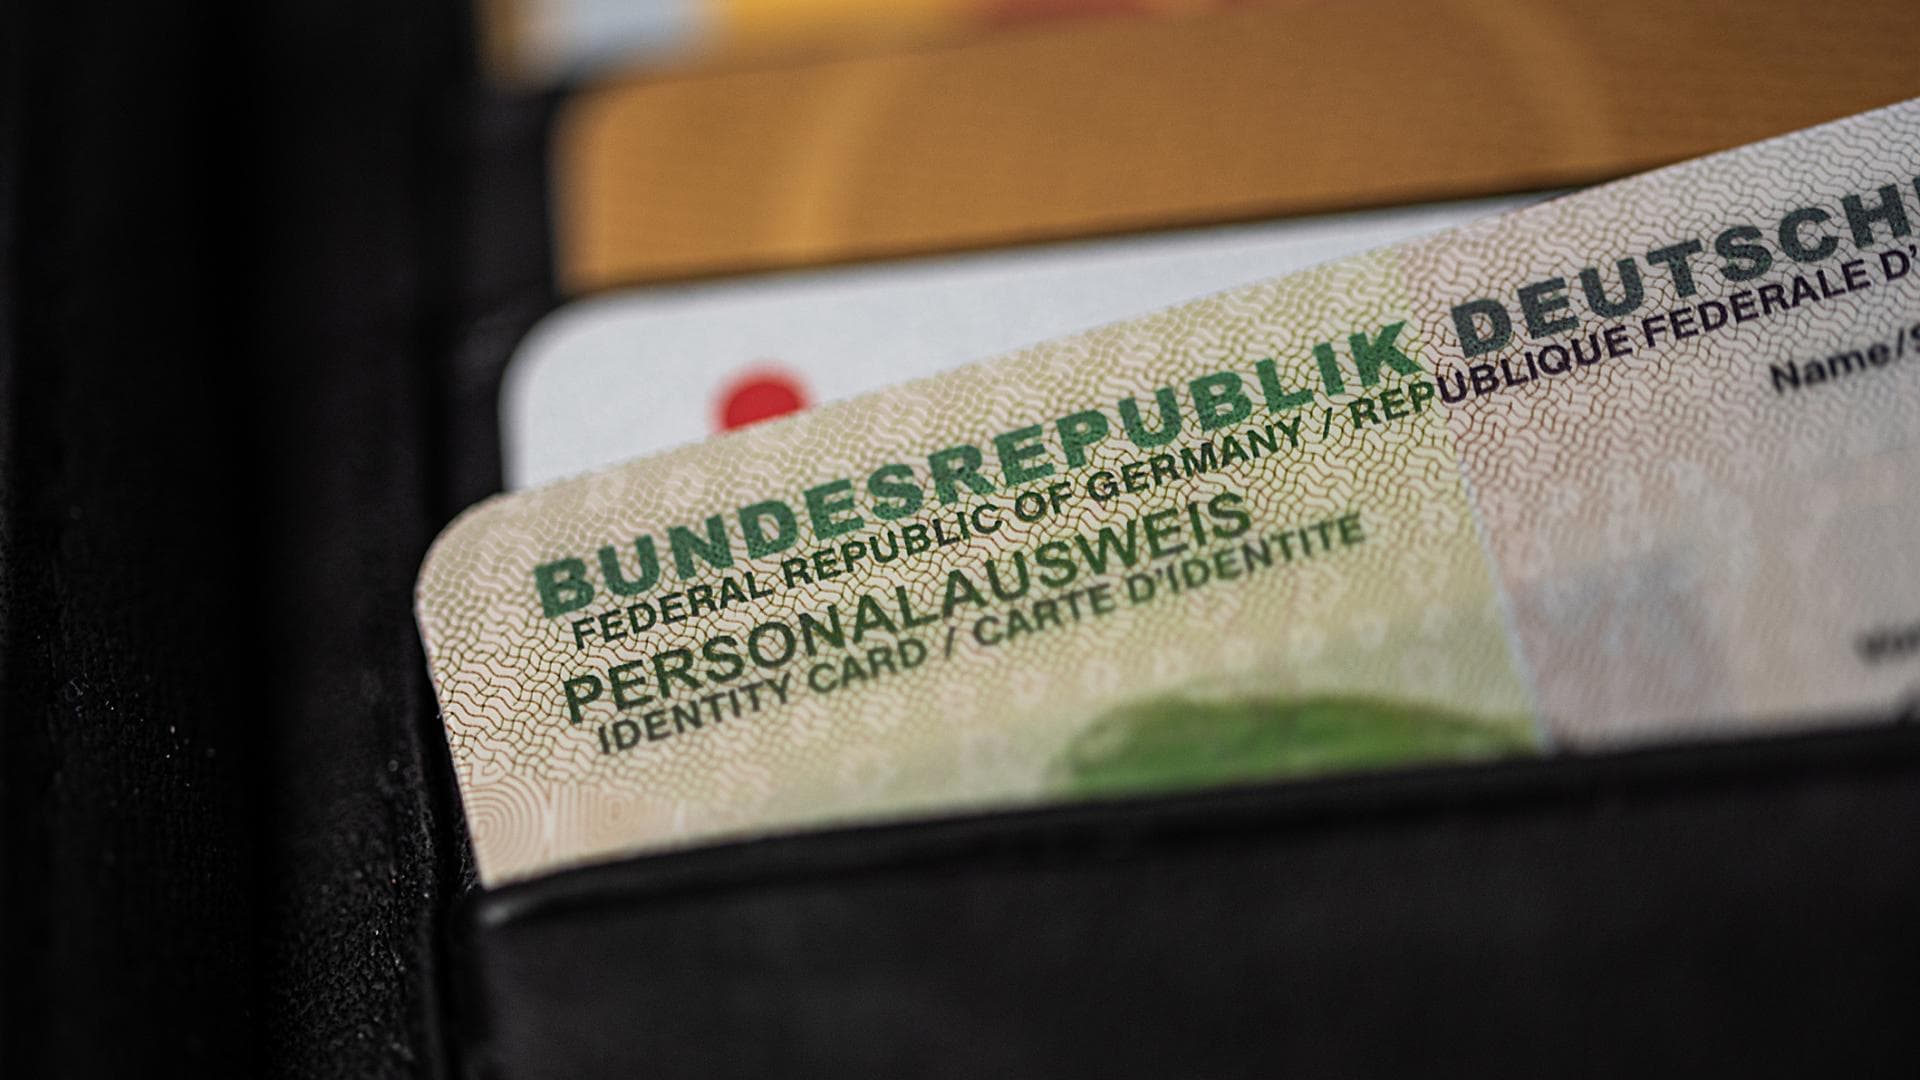 BUNDESREPUBLIK DEUTSCH
FEDERAL REPUBLIC OF GERMANY / REPUBLIQUE FEDERALE D'
PERSONALAUSWEIS
IDENTITY CARD / CARTE D'IDENTITE
Name/S